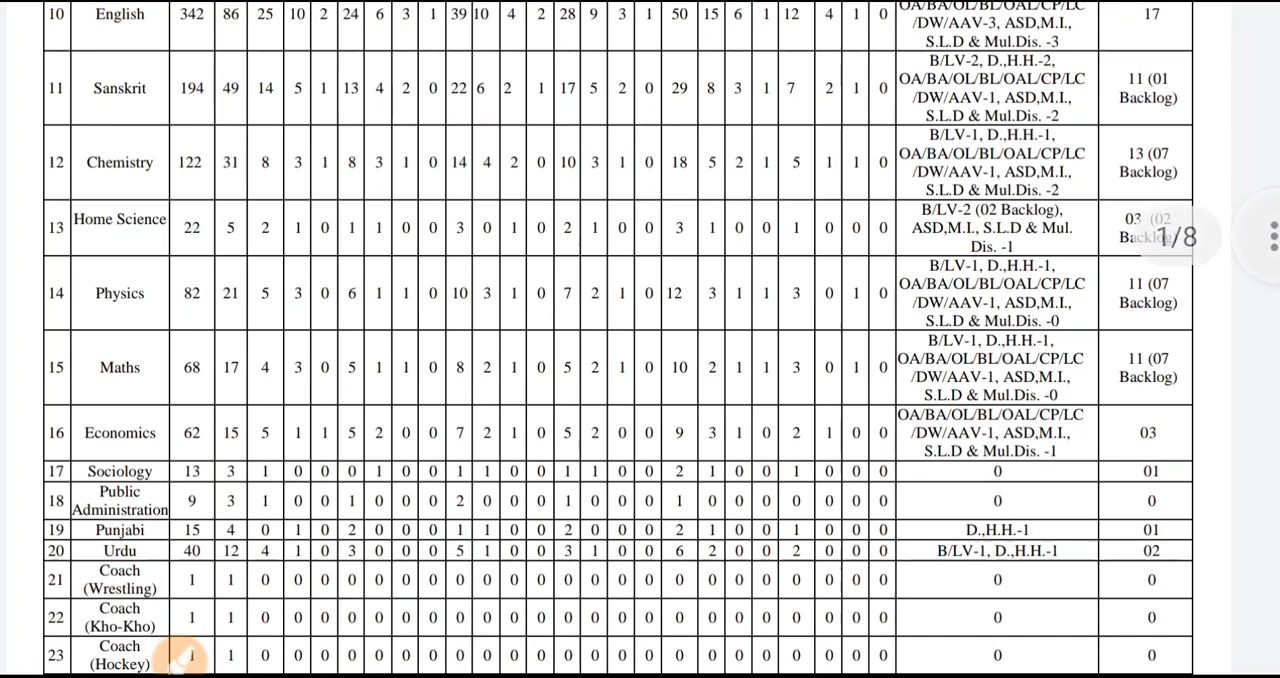 OA/BA/OL/BL/OAL/CP/LC
10 English 342 86 25 10 2 24 6 3 1 39 10 4 2 28 9 3 1 50 15 6 1 12 4 1 0 /DW/AAV-3, ASD,M.I., 17
S.L.D & Mul.Dis. -3
B/LV-2, D.,H.H.-2,
11 Sanskrit 194 49 14 5 1 13 4 2 0 22 6 2 1 17 5 2 0 29 8 3 1 7 2 1 0 OA/BA/OL/BL/OAL/CP/LC 11 (01
/DW/AAV-1, ASD,M.I., Backlog)
S.L.D & Mul.Dis. -2
B/LV-1, D.,H.H.-1,
12 Chemistry 122 31 8 3 1 8 3 1 0 14 4 2 0 10 3 1 0 18 5 2 1 5 1 1 0 OA/BA/OL/BL/OAL/CP/LC 13 (07
/DW/AAV-1, ASD,M.I., Backlog)
S.L.D & Mul.Dis. -2
B/LV-2 (02 Backlog),
13 Home Science 22 5 2 1 0 1 1 0 0 3 0 1 0 2 1 0 0 3 1 0 0 1 0 0 0 ASD,M.I., S.L.D & Mul. 03 (02
Dis. -1 Backlog)
1/8
B/LV-1, D.,H.H.-1,
14 Physics 82 21 5 3 0 6 1 1 0 10 3 1 0 7 2 1 0 12 3 1 1 3 0 1 0 OA/BA/OL/BL/OAL/CP/LC 11 (07
/DW/AAV-1, ASD,M.I., Backlog)
S.L.D & Mul.Dis. -0
B/LV-1, D.,H.H.-1,
15 Maths 68 17 4 3 0 5 1 1 0 8 2 1 0 5 2 1 0 10 2 1 1 3 0 1 0 OA/BA/OL/BL/OAL/CP/LC 11 (07
/DW/AAV-1, ASD,M.I., Backlog)
S.L.D & Mul.Dis. -0
OA/BA/OL/BL/OAL/CP/LC
16 Economics 62 15 5 1 1 5 2 0 0 7 2 1 0 5 2 0 0 9 3 1 0 2 1 0 0 /DW/AAV-1, ASD,M.I., 03
S.L.D & Mul.Dis. -1
17 Sociology 13 3 1 0 0 0 1 0 0 1 1 0 0 1 1 0 0 2 1 0 0 1 0 0 0 0 01
18 Public 9 3 1 0 0 1 0 0 0 2 0 0 0 1 0 0 0 1 0 0 0 0 0 0 0 0 0
Administration
19 Punjabi 15 4 0 1 0 2 0 0 0 1 1 0 0 2 0 0 0 2 1 0 0 1 0 0 0 D.,H.H.-1 01
20 Urdu 40 12 4 1 0 3 0 0 0 5 1 0 0 3 1 0 0 6 2 0 0 2 0 0 0 B/LV-1, D.,H.H.-1 02
21 Coach 1 1 0 0 0 0 0 0 0 0 0 0 0 0 0 0 0 0 0 0 0 0 0 0 0 0 0
(Wrestling)
22 Coach 1 1 0 0 0 0 0 0 0 0 0 0 0 0 0 0 0 0 0 0 0 0 0 0 0 0 0
(Kho-Kho)
23 Coach 1 1 0 0 0 0 0 0 0 0 0 0 0 0 0 0 0 0 0 0 0 0 0 0 0 0 0
(Hockey)